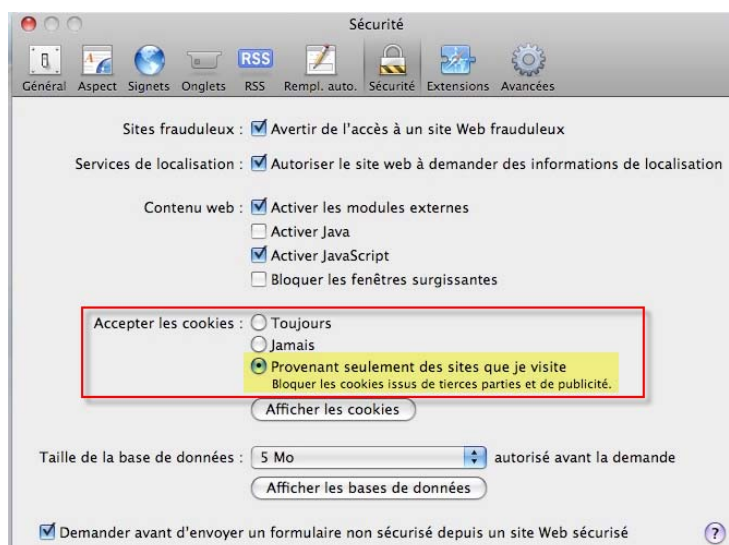 Sécurité
RSS
Général Aspect Signets Onglets RSS Rempl. auto. Sécurité Extensions Avancées
Sites frauduleux : Avertir de l'accès à un site Web frauduleux
Services de localisation : Autoriser le site web à demander des informations de localisation
Contenu web : Activer les modules externes
Activer Java
Activer JavaScript
Bloquer les fenêtres surgissantes
Accepter les cookies : Toujours
Jamais
Provenant seulement des sites que je visite
Bloquer les cookies issus de tierces parties et de publicité.
Afficher les cookies
Taille de la base de données : 5 Mo autorisé avant la demande
Afficher les bases de données
Demander avant d'envoyer un formulaire non sécurisé depuis un site Web sécurisé ?